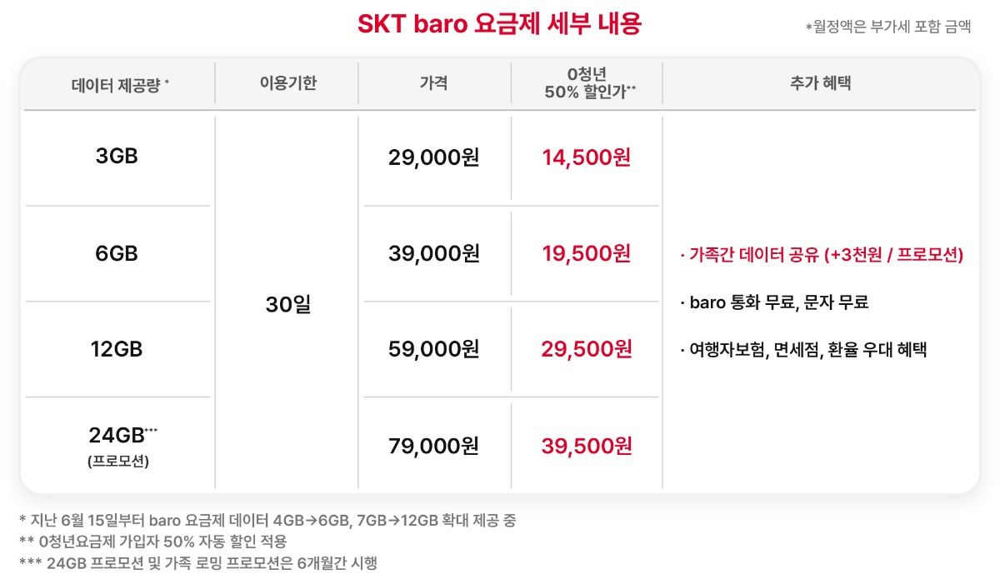 SKT baro 요금제 세부 내용
*월정액은 부가세 포함 금액
데이터 제공량 *
이용기한
가격
0청년
50% 할인가**
추가 혜택
3GB
29,000원
14,500원
6GB
39,000원
19,500원
30일
12GB
59,000원
29,500원
24GB***
(프로모션)
79,000원
39,500원
· 가족간 데이터 공유 (+3천원 / 프로모션)
· baro 통화 무료, 문자 무료
· 여행자보험, 면세점, 환율 우대 혜택
* 지난 6월 15일부터 baro 요금제 데이터 4GB→6GB, 7GB→12GB 확대 제공 중
** 0청년요금제 가입자 50% 자동 할인 적용
*** 24GB 프로모션 및 가족 로밍 프로모션은 6개월간 시행